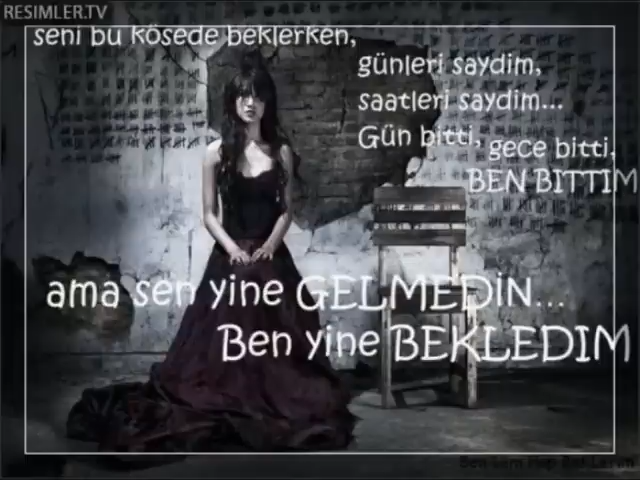 RESIMLER.TV
seni bu kösede beklerken,
günleri saydim,
saatleri saydim...
Gün bitti, gece bitti,
BEN BITTIM
ama sen yine GELMEDİN...
Ben yine BEKLEDIM